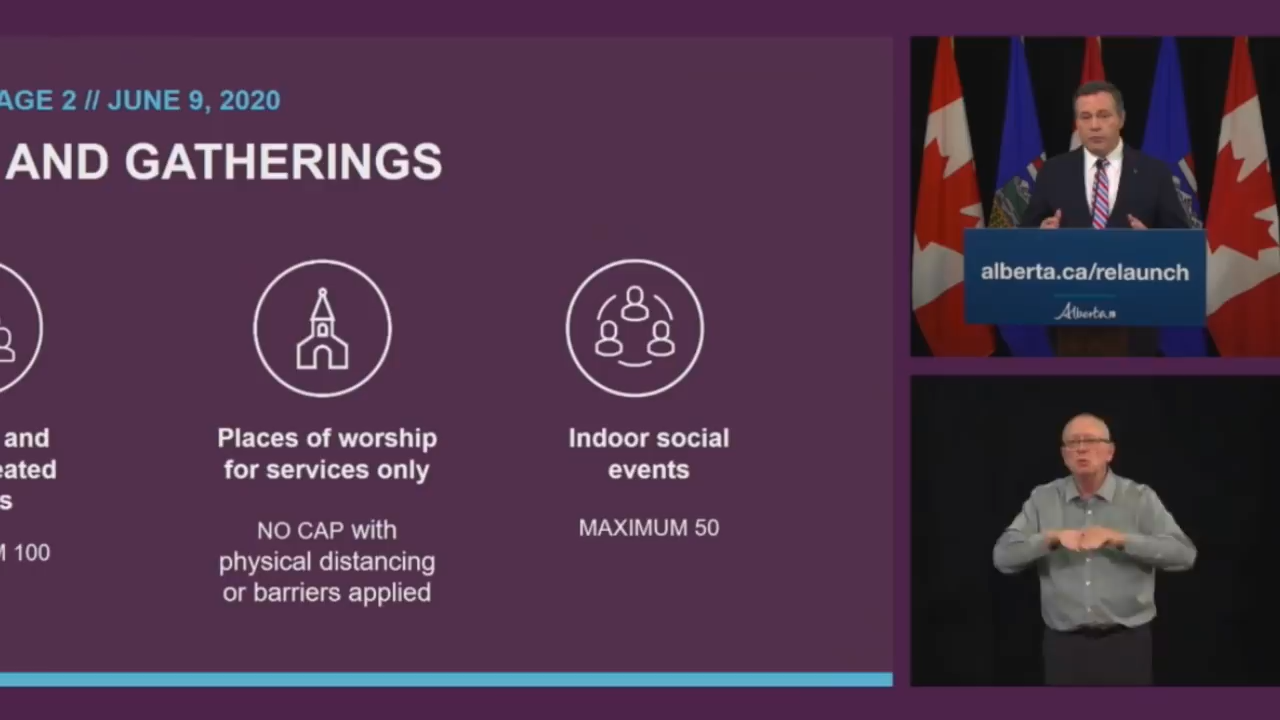 AGE 2 // JUNE 9, 2020
AND GATHERINGS
and
eated
s
M 100
Places of worship
for services only
NO CAP with
physical distancing
or barriers applied
Indoor social
events
MAXIMUM 50
alberta.ca/relaunch
Alberta